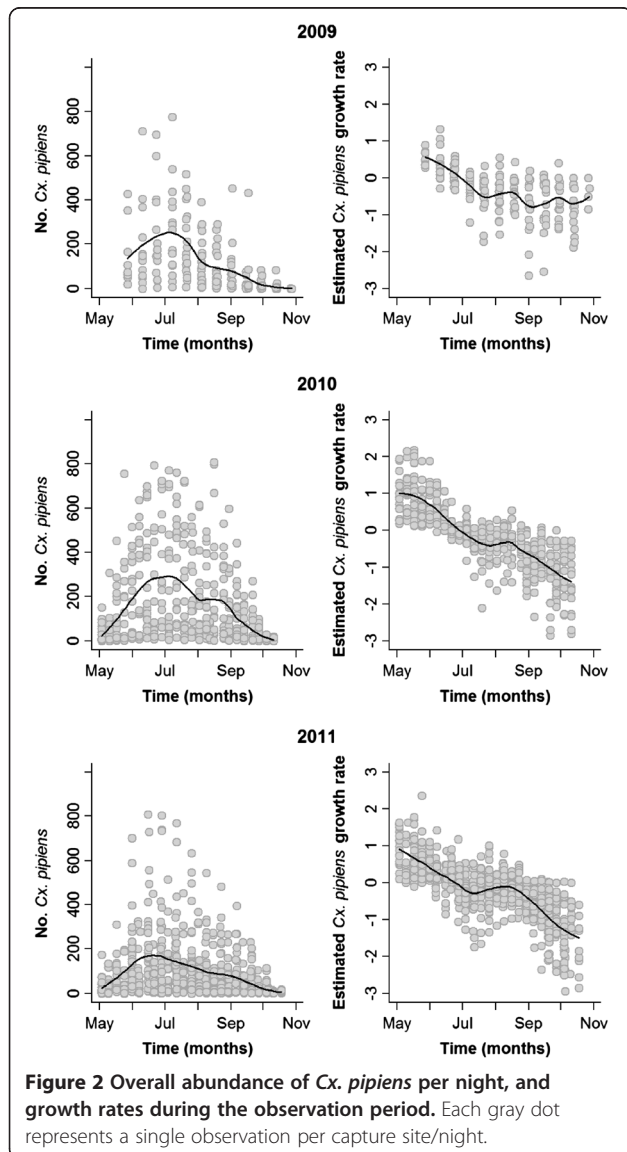 2009
No. Cx. pipiens
800
600
400
200
0
May Jul Sep Nov
Time (months)
Estimated Cx. pipiens growth rate
3
2
1
0
-1
-2
-3
May Jul Sep Nov
Time (months)
2010
No. Cx. pipiens
800
600
400
200
0
May Jul Sep Nov
Time (months)
Estimated Cx. pipiens growth rate
3
2
1
0
-1
-2
-3
May Jul Sep Nov
Time (months)
2011
No. Cx. pipiens
800
600
400
200
0
May Jul Sep Nov
Time (months)
Estimated Cx. pipiens growth rate
3
2
1
0
-1
-2
-3
May Jul Sep Nov
Time (months)
Figure 2 Overall abundance of Cx. pipiens per night, and
growth rates during the observation period. Each gray dot
represents a single observation per capture site/night.